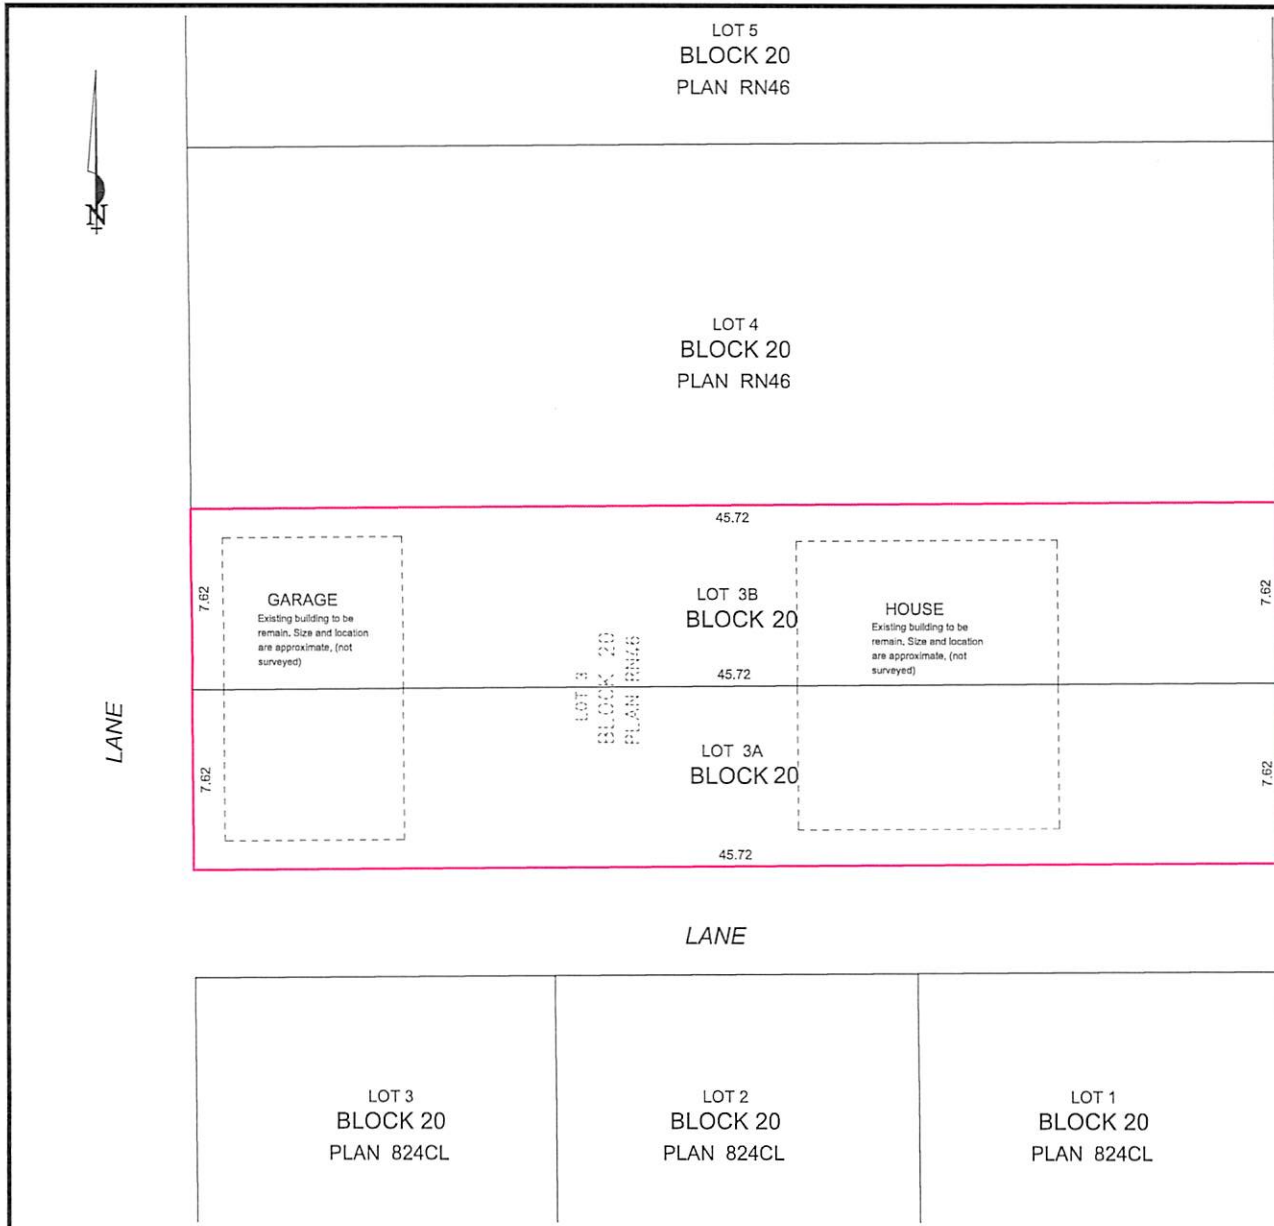 LOT 5
BLOCK 20
PLAN RN46
N
LOT 4
BLOCK 20
PLAN RN46
45.72
7.62
GARAGE
Existing building to be
remain. Size and location
are approximate, (not
surveyed)
LOT 3B
BLOCK 20
HOUSE
Existing building to be
remain. Size and location
are approximate, (not
surveyed)
7.62
LOT 3
BLOCK 20
PLAN RN46
45.72
LANE
7.62
LOT 3A
BLOCK 20
7.62
45.72
LANE
LOT 3
BLOCK 20
PLAN 824CL
LOT 2
BLOCK 20
PLAN 824CL
LOT 1
BLOCK 20
PLAN 824CL